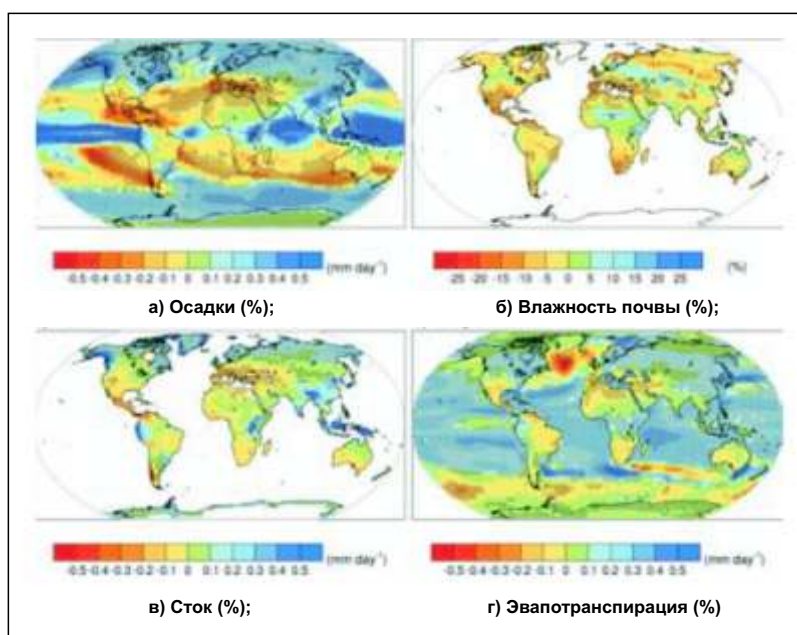 -0.5 -0.4 -0.3 -0.2 -0.1 0 0.1 0.2 0.3 0.4 0.5 (mm day⁻¹)
-25 -20 -15 -10 -5 0 5 10 15 20 25 (%)
а) Осадки (%);
б) Влажность почвы (%);
-0.5 -0.4 -0.3 -0.2 -0.1 0 0.1 0.2 0.3 0.4 0.5 (mm day⁻¹)
-0.5 -0.4 -0.3 -0.2 -0.1 0 0.1 0.2 0.3 0.4 0.5 (mm day⁻¹)
в) Сток (%);
г) Эвапотранспирация (%)